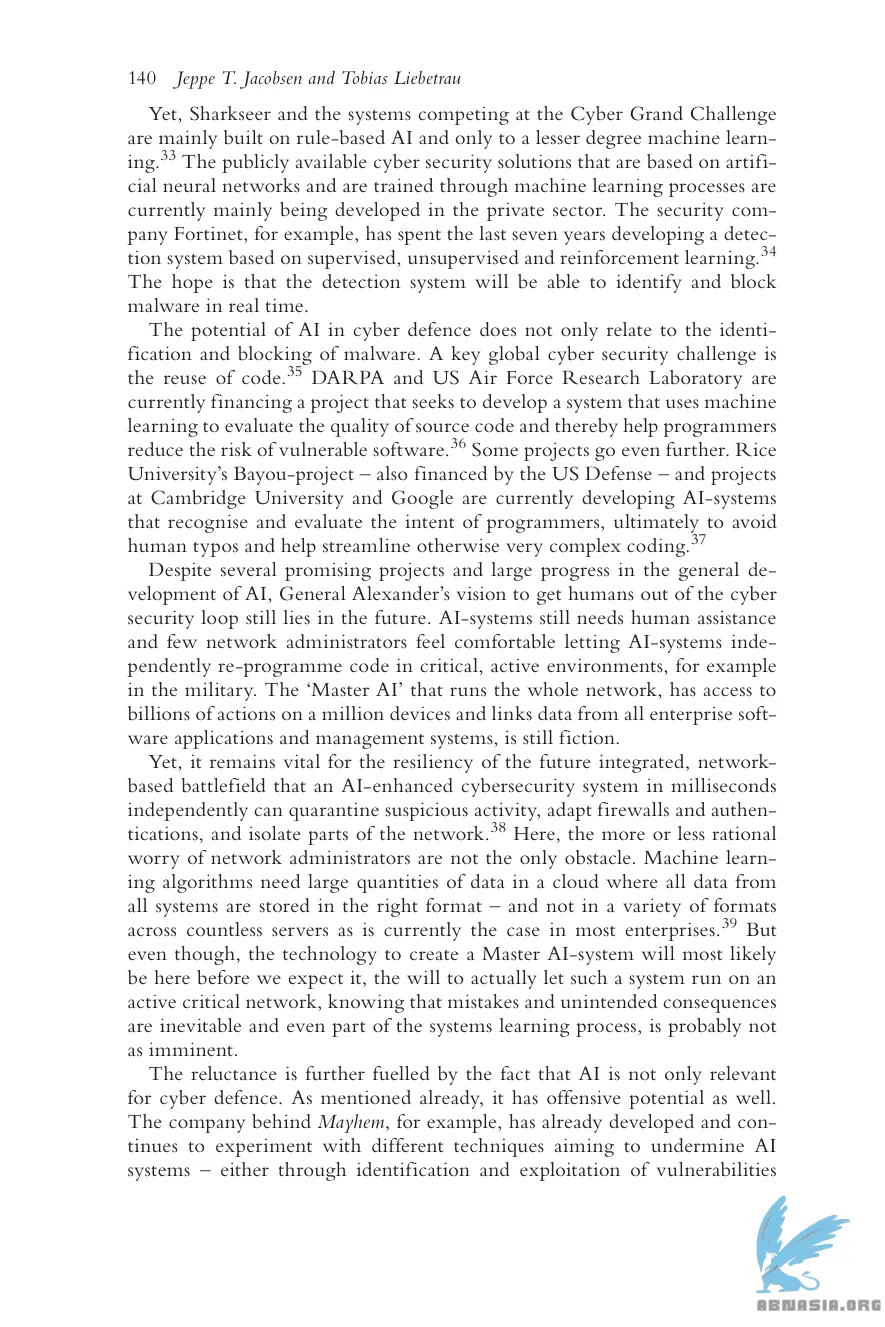 140 Jeppe T. Jacobsen and Tobias Liebetrau
Yet, Sharkseer and the systems competing at the Cyber Grand Challenge
are mainly built on rule-based AI and only to a lesser degree machine learn-
ing.33 The publicly available cyber security solutions that are based on artifi-
cial neural networks and are trained through machine learning processes are
currently mainly being developed in the private sector. The security com-
pany Fortinet, for example, has spent the last seven years developing a detec-
tion system based on supervised, unsupervised and reinforcement learning.34
The hope is that the detection system will be able to identify and block
malware in real time.
The potential of AI in cyber defence does not only relate to the identi-
fication and blocking of malware. A key global cyber security challenge is
the reuse of code.35 DARPA and US Air Force Research Laboratory are
currently financing a project that seeks to develop a system that uses machine
learning to evaluate the quality of source code and thereby help programmers
reduce the risk of vulnerable software.36 Some projects go even further. Rice
University's Bayou-project – also financed by the US Defense – and projects
at Cambridge University and Google are currently developing AI-systems
that recognise and evaluate the intent of programmers, ultimately to avoid
human typos and help streamline otherwise very complex coding.37
Despite several promising projects and large progress in the general de-
velopment of AI, General Alexander's vision to get humans out of the cyber
security loop still lies in the future. AI-systems still needs human assistance
and few network administrators feel comfortable letting AI-systems inde-
pendently re-programme code in critical, active environments, for example
in the military. The 'Master AI' that runs the whole network, has access to
billions of actions on a million devices and links data from all enterprise soft-
ware applications and management systems, is still fiction.
Yet, it remains vital for the resiliency of the future integrated, network-
based battlefield that an AI-enhanced cybersecurity system in milliseconds
independently can quarantine suspicious activity, adapt firewalls and authen-
tications, and isolate parts of the network.38 Here, the more or less rational
worry of network administrators are not the only obstacle. Machine learn-
ing algorithms need large quantities of data in a cloud where all data from
all systems are stored in the right format – and not in a variety of formats
across countless servers as is currently the case in most enterprises.39 But
even though, the technology to create a Master AI-system will most likely
be here before we expect it, the will to actually let such a system run on an
active critical network, knowing that mistakes and unintended consequences
are inevitable and even part of the systems learning process, is probably not
as imminent.
The reluctance is further fuelled by the fact that AI is not only relevant
for cyber defence. As mentioned already, it has offensive potential as well.
The company behind Mayhem, for example, has already developed and con-
tinues to experiment with different techniques aiming to undermine AI
systems – either through identification and exploitation of vulnerabilities
ABNASIA.ORG